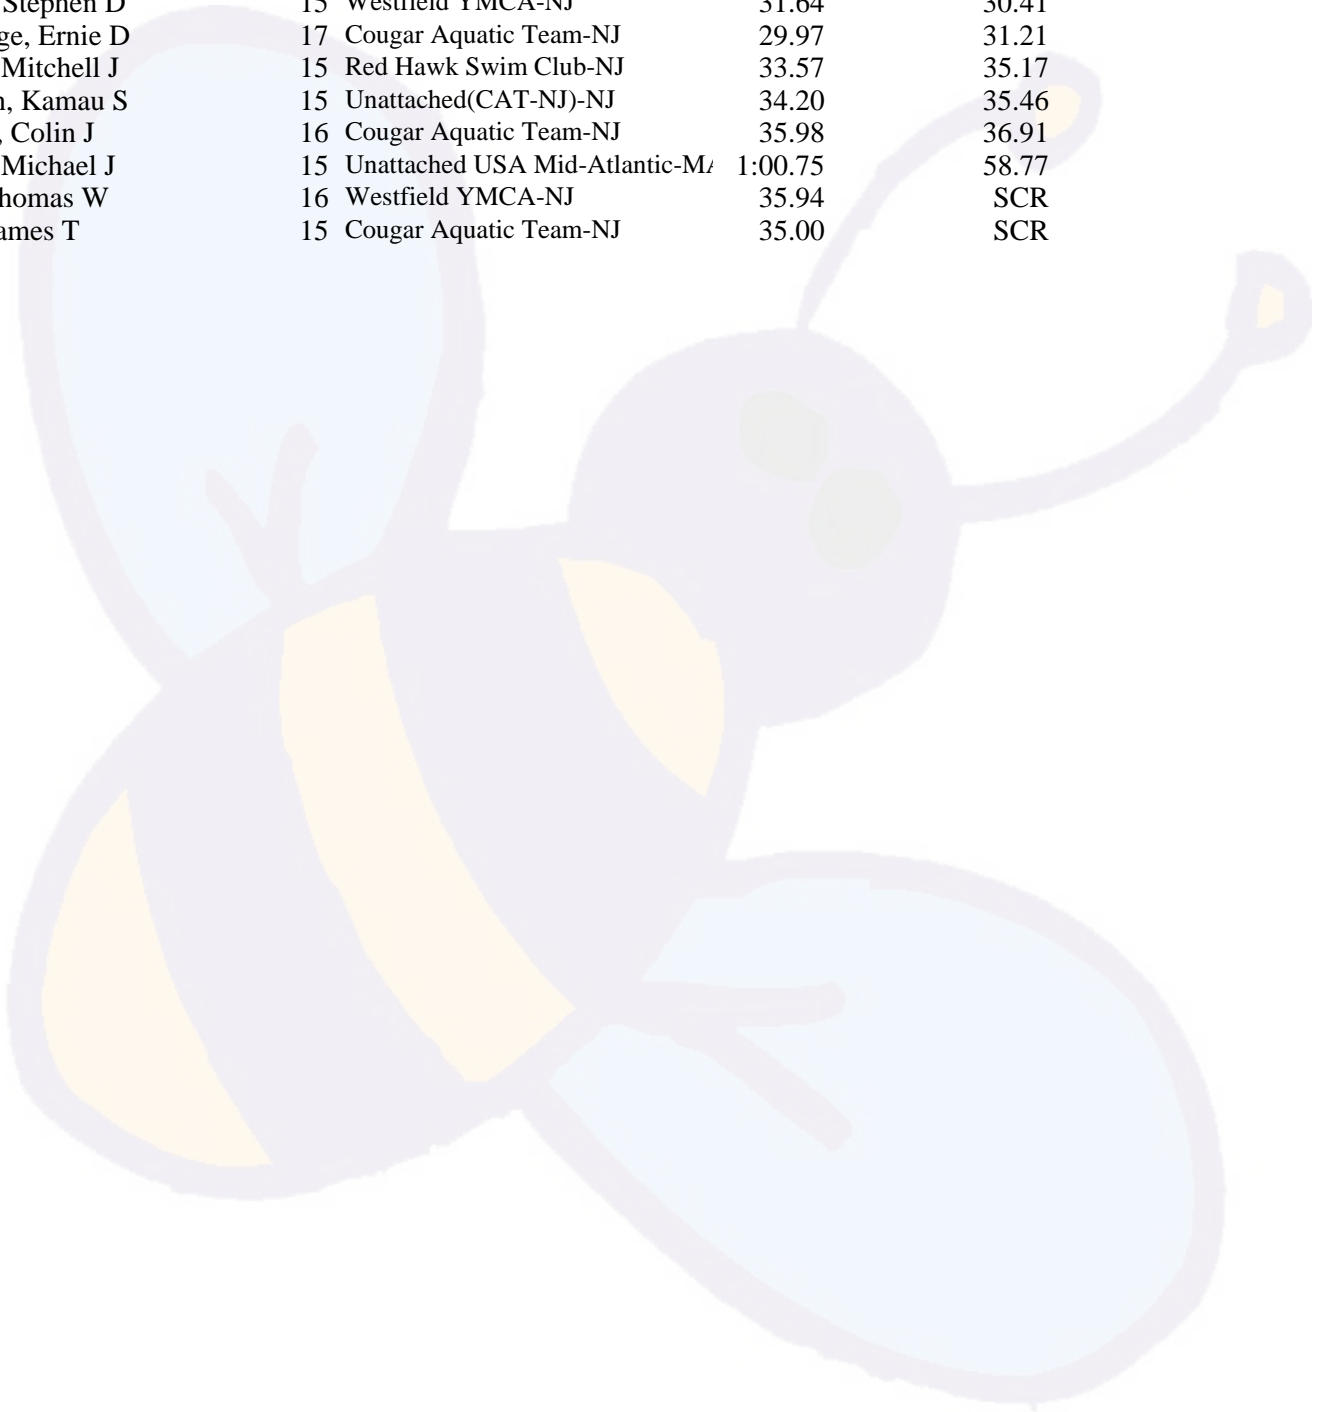 Stephen D 15 Westfield YMCA-NJ 31.64 30.41
ge, Ernie D 17 Cougar Aquatic Team-NJ 29.97 31.21
Mitchell J 15 Red Hawk Swim Club-NJ 33.57 35.17
, Kamau S 15 Unattached(CAT-NJ)-NJ 34.20 35.46
, Colin J 16 Cougar Aquatic Team-NJ 35.98 36.91
Michael J 15 Unattached USA Mid-Atlantic-MA 1:00.75 58.77
homas W 16 Westfield YMCA-NJ 35.94 SCR
ames T 15 Cougar Aquatic Team-NJ 35.00 SCR